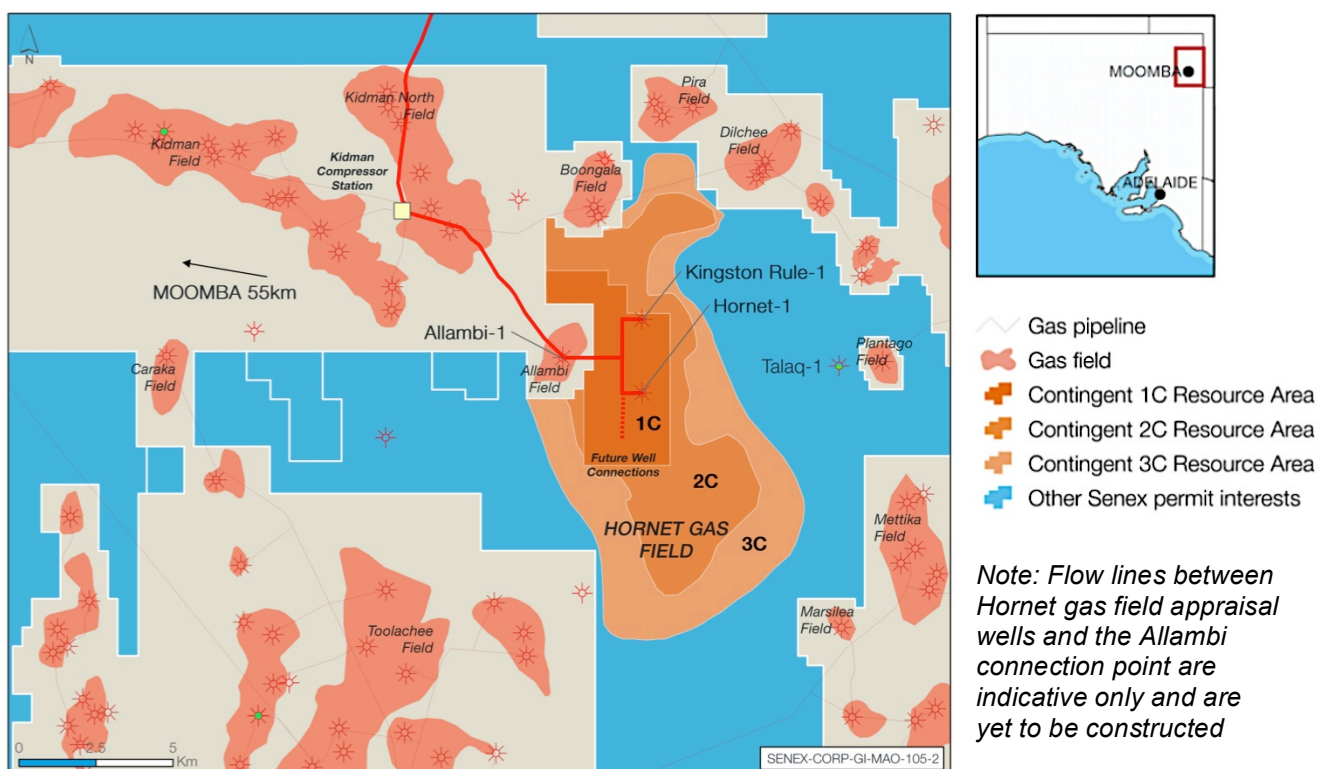 N
Kidman North
Field
Pira
Field
Dilchee
Field
Kidman
Field
Kidman
Compressor
Station
Boongala
Field
MOOMBA 55km
Kingston Rule-1
Hornet-1
Allambi-1
Allambi
Field
Caraka
Field
Talaq-1
Plantago
Field
1C
Future Well
Connections
2C
HORNET GAS
FIELD
3C
Mettika
Field
Marsilea
Field
Toolachee
Field
0 2.5 5
Km
SENEX-CORP-GI-MAO-105-2
MOOMBA
ADELAIDE
Gas pipeline
Gas field
Contingent 1C Resource Area
Contingent 2C Resource Area
Contingent 3C Resource Area
Other Senex permit interests
Note: Flow lines between
Hornet gas field appraisal
wells and the Allambi
connection point are
indicative only and are
yet to be constructed